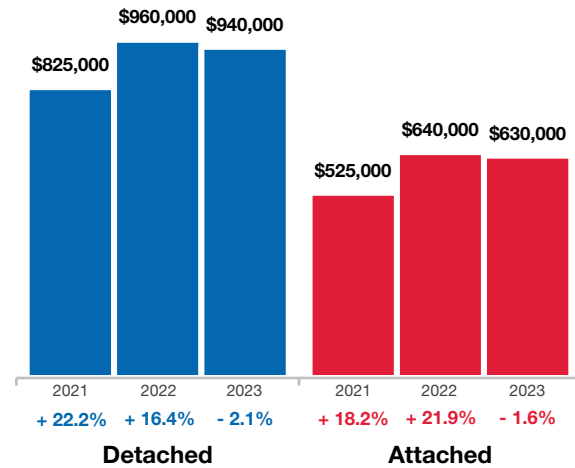 $825,000
$960,000
$940,000
$525,000
$640,000
$630,000
2021 2022 2023 2021 2022 2023
+ 22.2% + 16.4% - 2.1% + 18.2% + 21.9% - 1.6%
Detached Attached